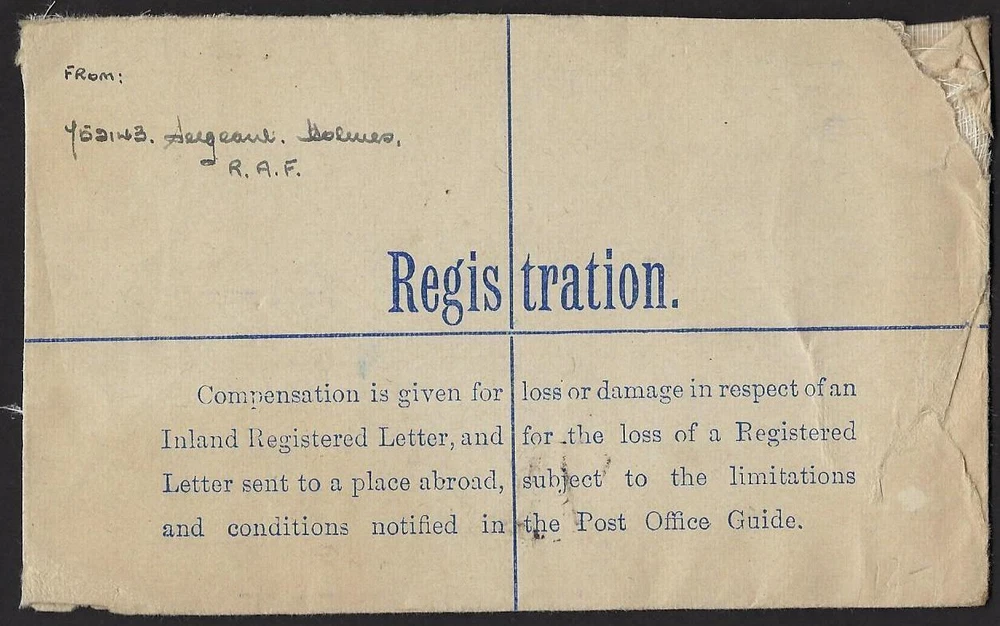 FROM:
752143. Sergeant. Holmes,
R. A. F.
Registration.
Compensation is given for loss or damage in respect of an
Inland Registered Letter, and for the loss of a Registered
Letter sent to a place abroad, subject to the limitations
and conditions notified in the Post Office Guide.